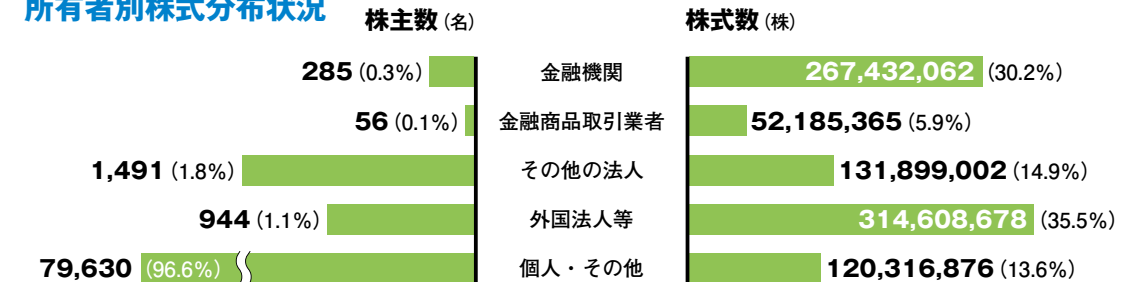 所有者別株式分布状況
株主数(名) 株式数(株)
285(0.3%) 金融機関 267,432,062(30.2%)
56(0.1%) 金融商品取引業者 52,185,365(5.9%)
1,491(1.8%) その他の法人 131,899,002(14.9%)
944(1.1%) 外国法人等 314,608,678(35.5%)
79,630(96.6%) 個人・その他 120,316,876(13.6%)